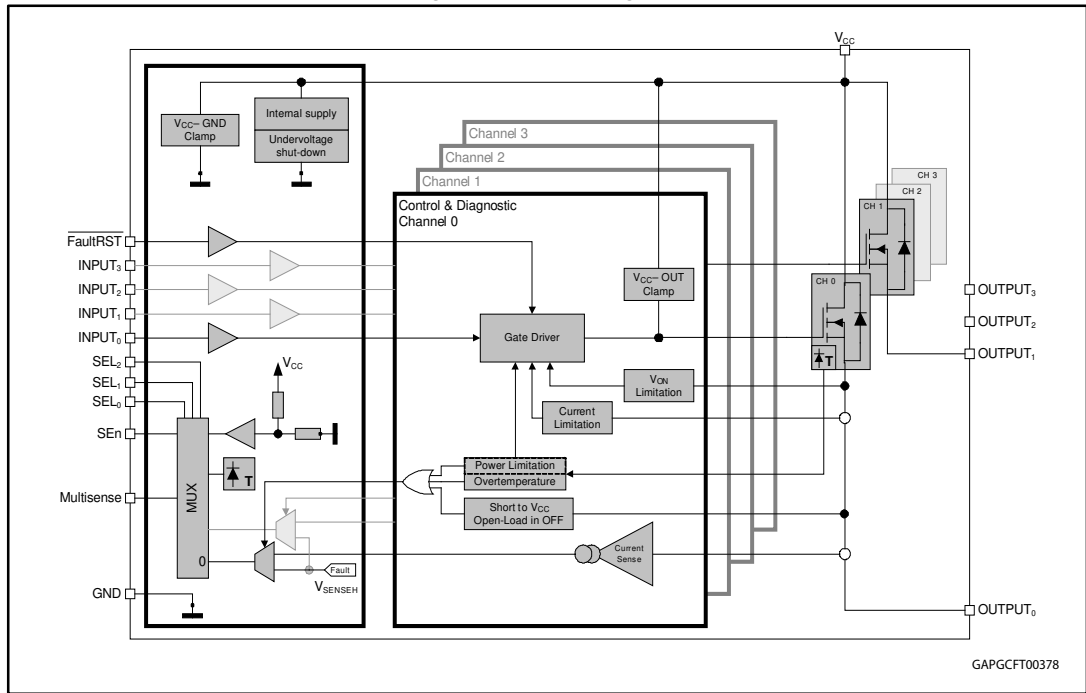 VCC
VCC– GND
Clamp
Internal supply
Undervoltage
shut-down
Channel 3
Channel 2
Channel 1
Control & Diagnostic
Channel 0
CH 3
CH 2
CH 1
CH 0
T
FaultRST
INPUT3
INPUT2
INPUT1
INPUT0
SEL2
SEL1
SEL0
SEn
Multisense
GND
VCC
MUX
0
T
Fault
VSENSEH
VCC– OUT
Clamp
Gate Driver
VON
Limitation
Current
Limitation
Power Limitation
Overtemperature
Short to VCC
Open-Load in OFF
Current
Sense
OUTPUT3
OUTPUT2
OUTPUT1
OUTPUT0
GAPGCFT00378